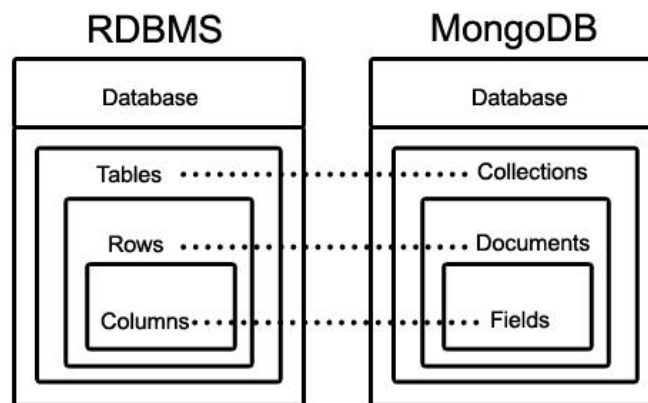 RDBMS MongoDB
Database Database
Tables Collections
Rows Documents
Columns Fields